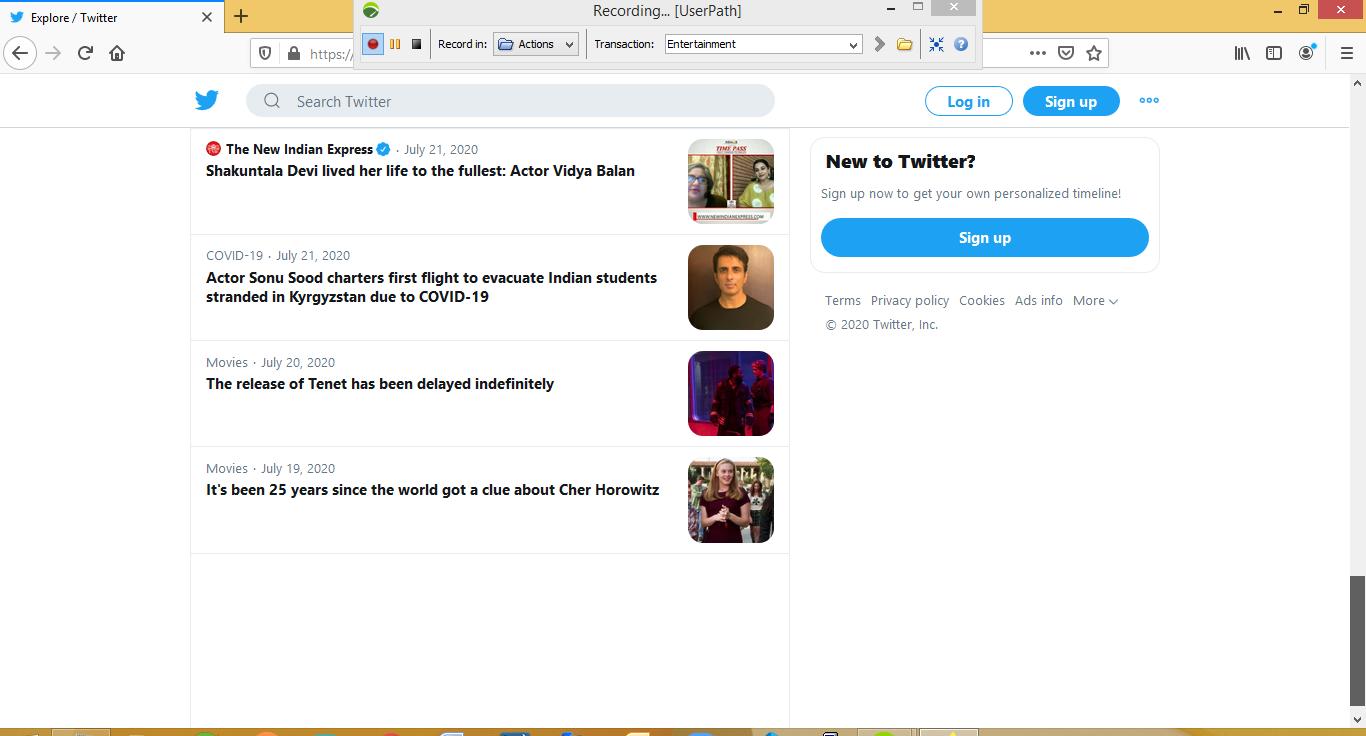 Explore / Twitter
Recording... [UserPath]
Record in: Actions Transaction: Entertainment
https:/
Search Twitter
Log in
Sign up
The New Indian Express · July 21, 2020
Shakuntala Devi lived her life to the fullest: Actor Vidya Balan
TIME PASS
WWW.NEWINDIANEXPRESS.COM
COVID-19 · July 21, 2020
Actor Sonu Sood charters first flight to evacuate Indian students
stranded in Kyrgyzstan due to COVID-19
Movies · July 20, 2020
The release of Tenet has been delayed indefinitely
Movies · July 19, 2020
It's been 25 years since the world got a clue about Cher Horowitz
New to Twitter?
Sign up now to get your own personalized timeline!
Sign up
Terms Privacy policy Cookies Ads info More
© 2020 Twitter, Inc.